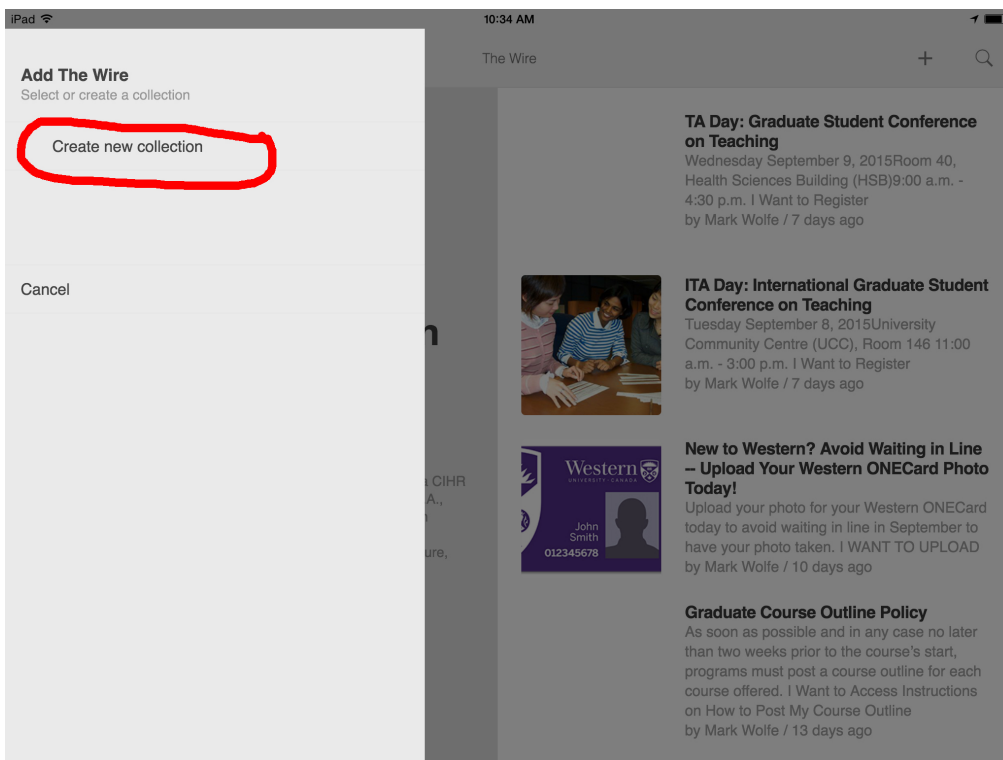 iPad
10:34 AM
Add The Wire
Select or create a collection
Create new collection
Cancel
The Wire
+
n
CIHR
A.,
ure,
TA Day: Graduate Student Conference
on Teaching
Wednesday September 9, 2015Room 40,
Health Sciences Building (HSB)9:00 a.m. -
4:30 p.m. I Want to Register
by Mark Wolfe / 7 days ago
ITA Day: International Graduate Student
Conference on Teaching
Tuesday September 8, 2015University
Community Centre (UCC), Room 146 11:00
a.m. - 3:00 p.m. I Want to Register
by Mark Wolfe / 7 days ago
Western
UNIVERSITY · CANADA
John
Smith
012345678
New to Western? Avoid Waiting in Line
– Upload Your Western ONECard Photo
Today!
Upload your photo for your Western ONECard
today to avoid waiting in line in September to
have your photo taken. I WANT TO UPLOAD
by Mark Wolfe / 10 days ago
Graduate Course Outline Policy
As soon as possible and in any case no later
than two weeks prior to the course's start,
programs must post a course outline for each
course offered. I Want to Access Instructions
on How to Post My Course Outline
by Mark Wolfe / 13 days ago